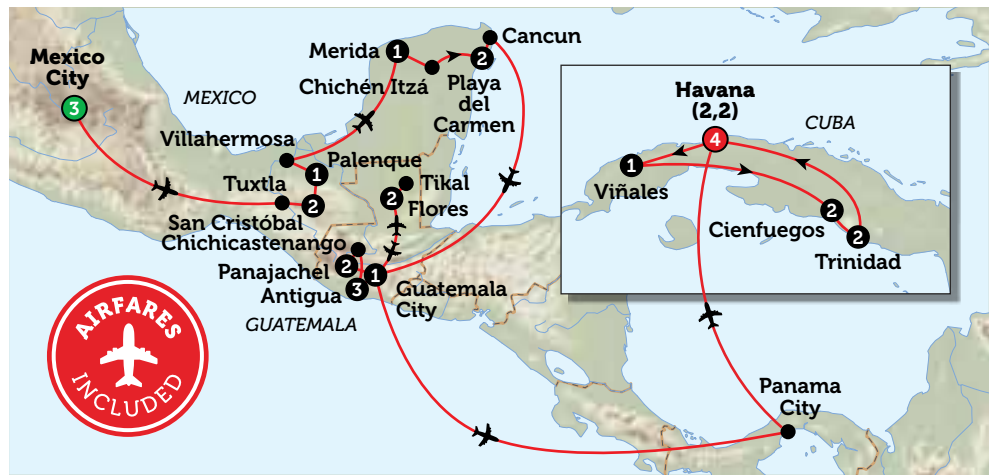 Mexico
City
3
MEXICO
Merida
1
Cancun
Chichén Itzá
2
Playa
del
Carmen
Villahermosa
Palenque
1
Tuxtla
2
San Cristóbal
Tikal
2
Flores
Chichicastenango
Panajachel
2
1
Antigua
3
Guatemala
City
GUATEMALA
AIRFARES
INCLUDED
Havana
(2,2)
4
CUBA
1
Viñales
2
Cienfuegos
2
Trinidad
Panama
City